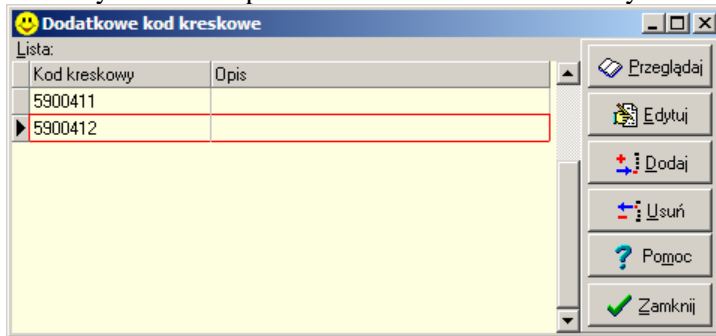 Dodatkowe kod kreskowe
Lista:
Kod kreskowy Opis
5900411
5900412
Przeglądaj
Edytuj
Dodaj
Usuń
Pomoc
Zamknij